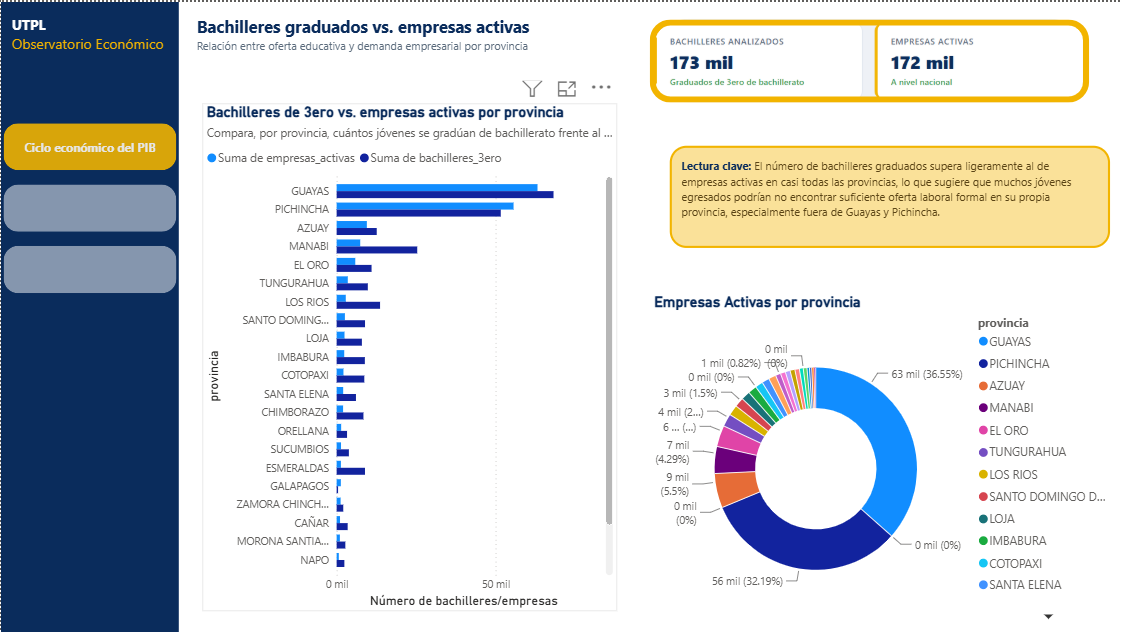 UTPL
Observatorio Económico
Ciclo económico del PIB
Bachilleres graduados vs. empresas activas
Relación entre oferta educativa y demanda empresarial por provincia
BACHILLERES ANALIZADOS
173 mil
Graduados de 3ero de bachillerato
EMPRESAS ACTIVAS
172 mil
A nivel nacional
Bachilleres de 3ero vs. empresas activas por provincia
Compara, por provincia, cuántos jóvenes se gradúan de bachillerato frente al ...
Suma de empresas_activas
Suma de bachilleres_3ero
provincia
GUAYAS
PICHINCHA
AZUAY
MANABI
EL ORO
TUNGURAHUA
LOS RIOS
SANTO DOMING...
LOJA
IMBABURA
COTOPAXI
SANTA ELENA
CHIMBORAZO
ORELLANA
SUCUMBIOS
ESMERALDAS
GALAPAGOS
ZAMORA CHINCH...
CAÑAR
MORONA SANTIA...
NAPO
0 mil
50 mil
Número de bachilleres/empresas
Lectura clave: El número de bachilleres graduados supera ligeramente al de
empresas activas en casi todas las provincias, lo que sugiere que muchos jóvenes
egresados podrían no encontrar suficiente oferta laboral formal en su propia
provincia, especialmente fuera de Guayas y Pichincha.
Empresas Activas por provincia
0 mil
1 mil (0.82%)
(0%)
0 mil (0%)
3 mil (1.5%)
4 mil (2...)
6 ... (...)
7 mil
(4.29%)
9 mil
(5.5%)
0 mil
(0%)
56 mil (32.19%)
0 mil (0%)
63 mil (36.55%)
provincia
GUAYAS
PICHINCHA
AZUAY
MANABI
EL ORO
TUNGURAHUA
LOS RIOS
SANTO DOMINGO D...
LOJA
IMBABURA
COTOPAXI
SANTA ELENA